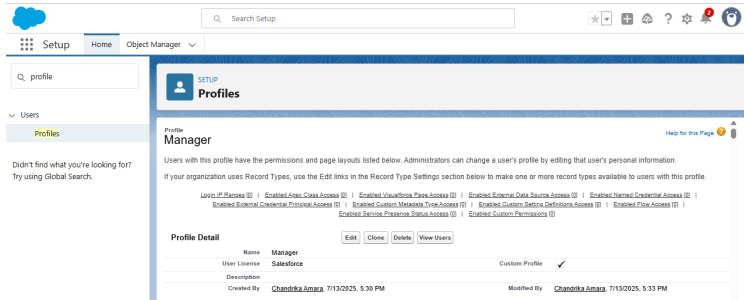 Search Setup
2
Setup
Home
Object Manager
profile
Users
Profiles
Didn't find what you're looking for?
Try using Global Search.
SETUP
Profiles
Profile
Manager
Help for this Page
Users with this profile have the permissions and page layouts listed below. Administrators can change a user's profile by editing that user's personal information.
If your organization uses Record Types, use the Edit links in the Record Type Settings section below to make one or more record types available to users with this profile.
Login IP Ranges [0] | Enabled Apex Class Access [0] | Enabled Visualforce Page Access [0] | Enabled External Data Source Access [0] | Enabled Named Credential Access [0] |
Enabled External Credential Principal Access [0] | Enabled Custom Metadata Type Access [0] | Enabled Custom Setting Definitions Access [0] | Enabled Flow Access [0] |
Enabled Service Presence Status Access [0] | Enabled Custom Permissions [0]
Profile Detail Edit Clone Delete View Users
Name Manager
User License Salesforce Custom Profile ✓
Description
Created By Chandrika Amara, 7/13/2025, 5:30 PM Modified By Chandrika Amara, 7/13/2025, 5:33 PM